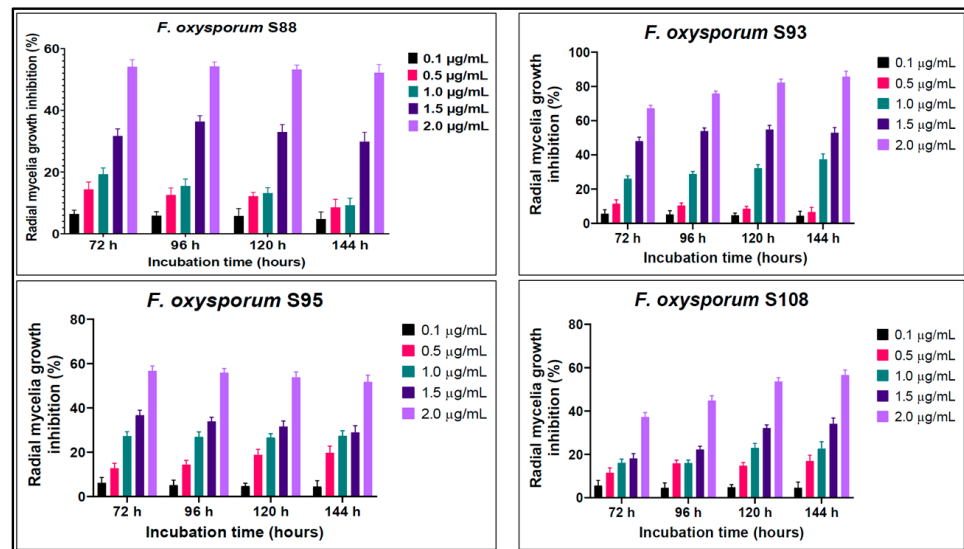 F. oxysporum S88
Radial mycelia growth inhibition (%)
60
40
20
0
72 h 96 h 120 h 144 h
Incubation time (hours)
0.1 µg/mL
0.5 µg/mL
1.0 µg/mL
1.5 µg/mL
2.0 µg/mL
F. oxysporum S93
Radial mycelia growth
inhibition (%)
100
80
60
40
20
0
72 h 96 h 120 h 144 h
Incubation time (hours)
0.1 µg/mL
0.5 µg/mL
1.0 µg/mL
1.5 µg/mL
2.0 µg/mL
F. oxysporum S95
Radial mycelia growth
inhibition (%)
80
60
40
20
0
72 h 96 h 120 h 144 h
Incubation time (hours)
0.1 µg/mL
0.5 µg/mL
1.0 µg/mL
1.5 µg/mL
2.0 µg/mL
F. oxysporum S108
Radial mycelia growth
inhibition (%)
80
60
40
20
0
72 h 96 h 120 h 144 h
Incubation time (hours)
0.1 µg/mL
0.5 µg/mL
1.0 µg/mL
1.5 µg/mL
2.0 µg/mL